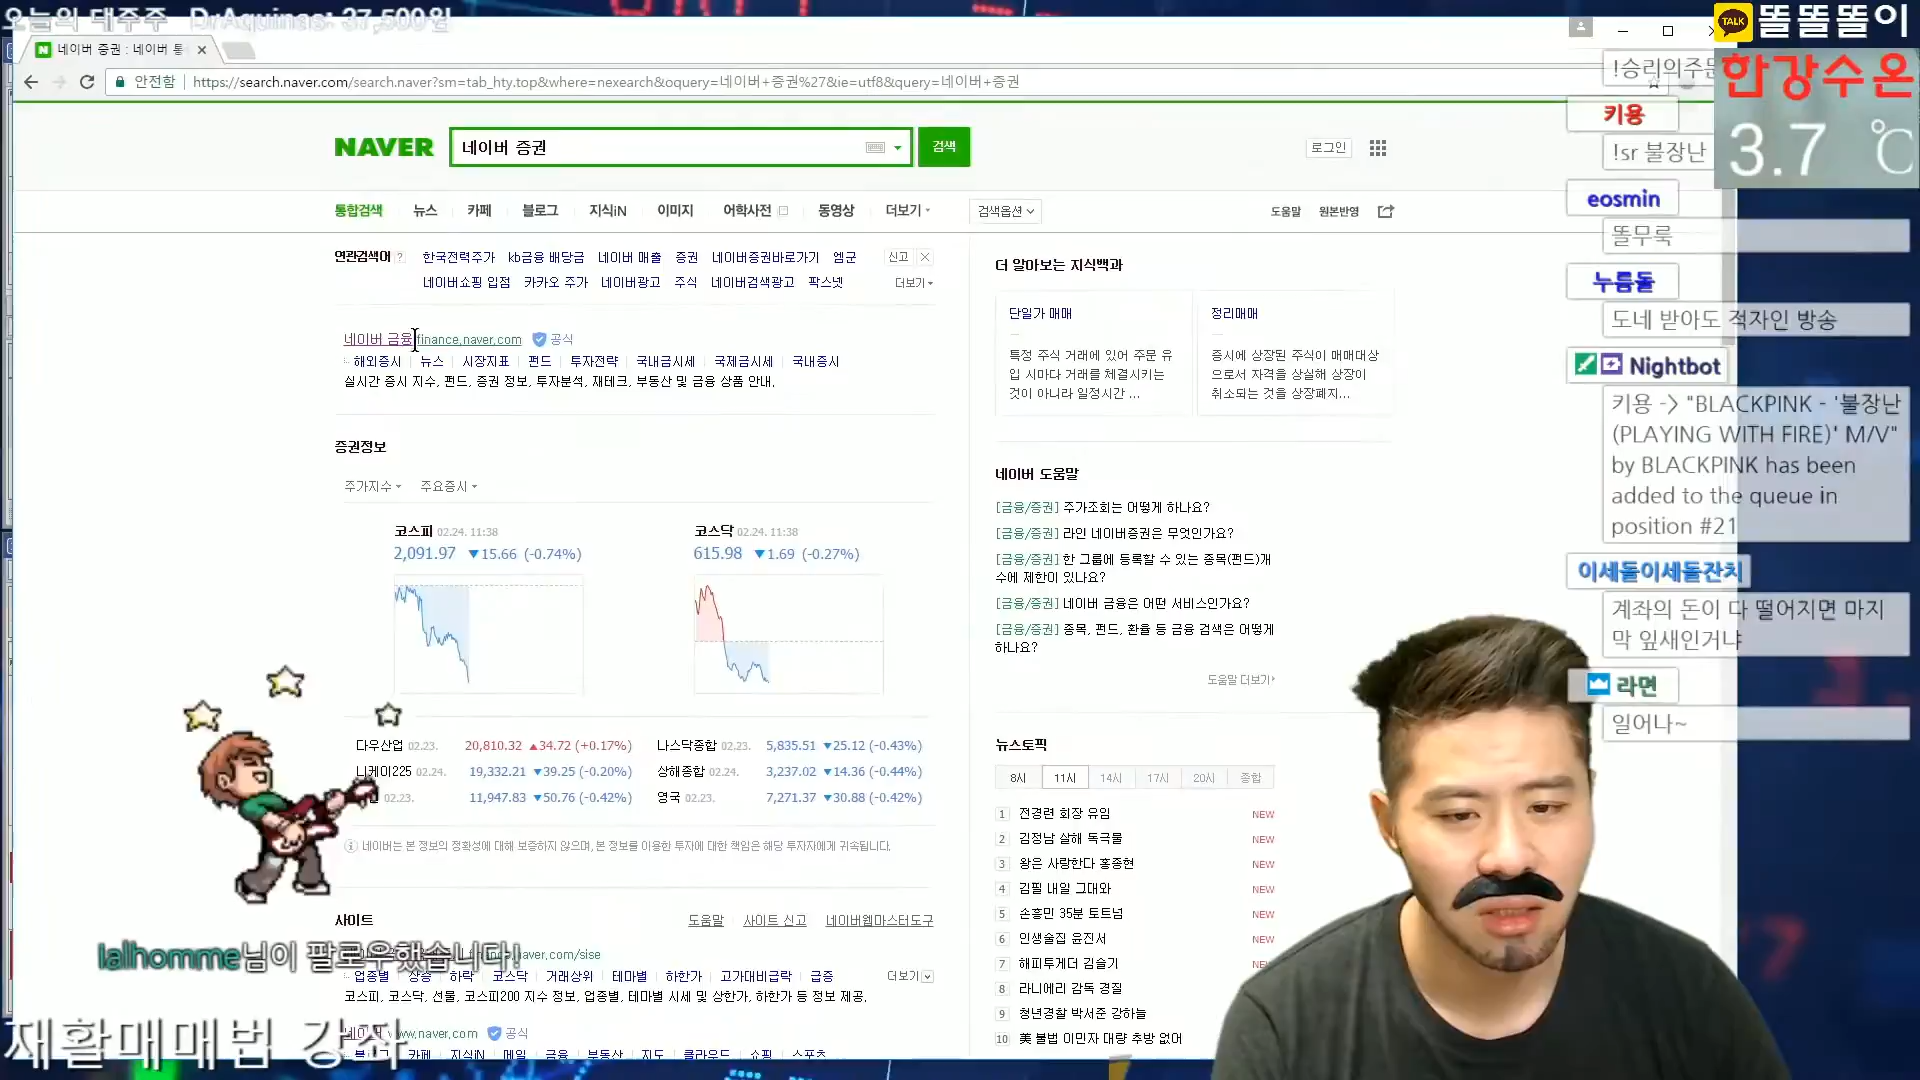 오늘의 대주주 DrAquinas: 37,500원
네이버 증권 : 네이버 통
안전함 https://search.naver.com/search.naver?sm=tab_hty.top&where=nexearch&oquery=네이버+증권%27&ie=utf8&query=네이버+증권
NAVER
네이버 증권
검색
로그인
통합검색 뉴스 카페 블로그 지식iN 이미지 어학사전 동영상 더보기
검색옵션
도움말 원본반영
연관검색어 ?
한국전력주가 kb금융 배당금 네이버 매출 증권 네이버증권바로가기 엠군
신고
네이버쇼핑 입점 카카오 주가 네이버광고 주식 네이버검색광고 팍스넷
더보기
네이버 금융 finance.naver.com 공식
해외증시 뉴스 시장지표 펀드 투자전략 국내금시세 국제금시세 국내증시
실시간 증시 지수, 펀드, 증권 정보, 투자분석, 재테크, 부동산 및 금융 상품 안내.
증권정보
주가지수 주요증시
코스피 02.24. 11:38
2,091.97 ▼15.66 (-0.74%)
코스닥 02.24. 11:38
615.98 ▼1.69 (-0.27%)
다우산업 02.23. 20,810.32 ▲34.72 (+0.17%)
나스닥종합 02.23. 5,835.51 ▼25.12 (-0.43%)
니케이225 02.24. 19,332.21 ▼39.25 (-0.20%)
상해종합 02.24. 3,237.02 ▼14.36 (-0.44%)
02.23. 11,947.83 ▼50.76 (-0.42%)
영국 02.23. 7,271.37 ▼30.88 (-0.42%)
네이버는 본 정보의 정확성에 대해 보증하지 않으며, 본 정보를 이용한 투자에 대한 책임은 해당 투자자에게 귀속됩니다.
사이트
도움말 사이트 신고 네이버웹마스터도구
finance.naver.com/sise
업종별 상승 하락 코스닥 거래상위 테마별 하한가 고가대비급락 급증
더보기
코스피, 코스닥, 선물, 코스피200 지수 정보, 업종별, 테마별 시세 및 상한가, 하한가 등 정보 제공.
네이버 www.naver.com 공식
블로그 카페 지식iN 메일 금융 부동산 지도 클라우드 쇼핑 스포츠
더 알아보는 지식백과
단일가 매매
특정 주식 거래에 있어 주문 유
입 시마다 거래를 체결시키는
것이 아니라 일정시간 ...
정리매매
증시에 상장된 주식이 매매대상
으로서 자격을 상실해 상장이
취소되는 것을 상장폐지...
네이버 도움말
[금융/증권] 주가조회는 어떻게 하나요?
[금융/증권] 라인 네이버증권은 무엇인가요?
[금융/증권] 한 그룹에 등록할 수 있는 종목(펀드)개
수에 제한이 있나요?
[금융/증권] 네이버 금융은 어떤 서비스인가요?
[금융/증권] 종목, 펀드, 환율 등 금융 검색은 어떻게
하나요?
도움말 더보기
뉴스토픽
8시 11시 14시 17시 20시 종합
1 전경련 회장 유임 NEW
2 김정남 살해 독극물 NEW
3 왕은 사랑한다 홍종현 NEW
4 김필 내일 그대와 NEW
5 손흥민 35분 토트넘 NEW
6 인생술집 윤진서 NEW
7 해피투게더 김슬기 NEW
8 라니에리 감독 경질
9 청년경찰 박서준 강하늘
10 美 불법 이민자 대량 추방 없어
TALK 똘똘똘이
한강수온
3.7 ℃
!승리의주문
키용
!sr 불장난
eosmin
똘무룩
누름돌
도네 받아도 적자인 방송
Nightbot
키용 -> "BLACKPINK - '불장난
(PLAYING WITH FIRE)' M/V"
by BLACKPINK has been
added to the queue in
position #21
이세돌이세돌잔치
계좌의 돈이 다 떨어지면 마지
막 잎새인거냐
라면
일어나~
lalhomme님이 팔로우했습니다!
재활매매법 강좌